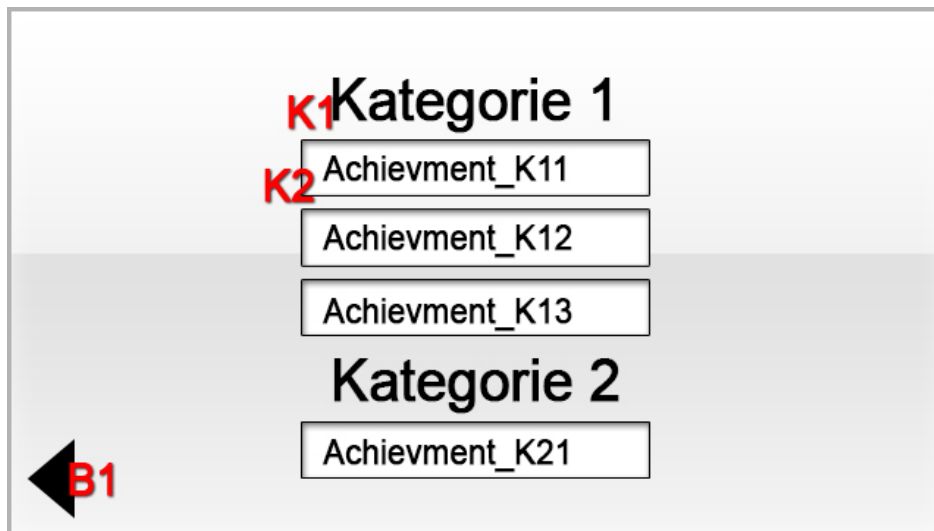 K1 Kategorie 1
K2 Achievment_K11
Achievment_K12
Achievment_K13
Kategorie 2
Achievment_K21
B1